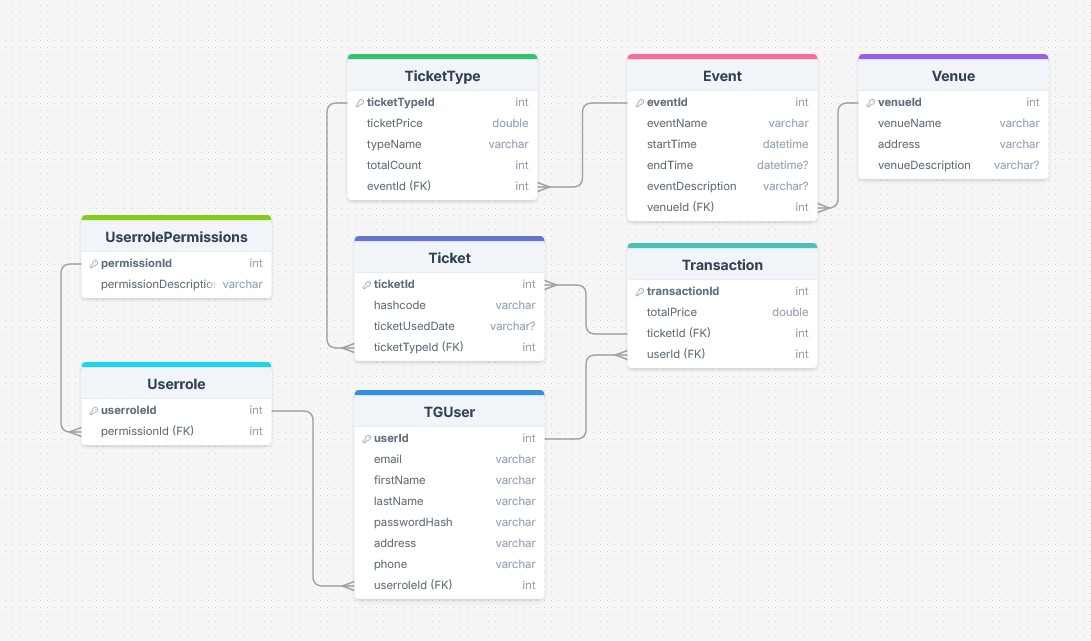 TicketType
ticketTypeId int
ticketPrice double
typeName varchar
totalCount int
eventId (FK) int
Event
eventId int
eventName varchar
startTime datetime
endTime datetime?
eventDescription varchar?
venueId (FK) int
Venue
venueId int
venueName varchar
address varchar
venueDescription varchar?
UserrolePermissions
permissionId int
permissionDescriptio varchar
Ticket
ticketId int
hashcode varchar
ticketUsedDate varchar?
ticketTypeId (FK) int
Transaction
transactionId int
totalPrice double
ticketId (FK) int
userId (FK) int
Userrole
userroleId int
permissionId (FK) int
TGUser
userId int
email varchar
firstName varchar
lastName varchar
passwordHash varchar
address varchar
phone varchar
userroleId (FK) int